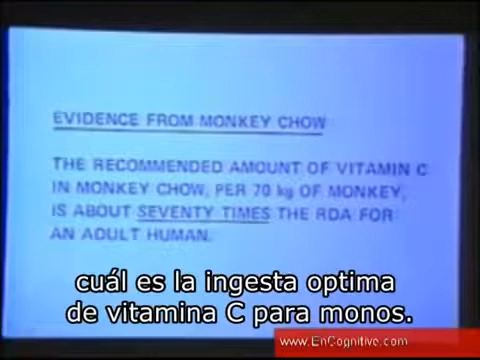 EVIDENCE FROM MONKEY CHOW
THE RECOMMENDED AMOUNT OF VITAMIN C
IN MONKEY CHOW, PER 70 kg OF MONKEY,
IS ABOUT SEVENTY TIMES THE RDA FOR
AN ADULT HUMAN.
cuál es la ingesta optima
de vitamina C para monos.
www.EnCognitive.com